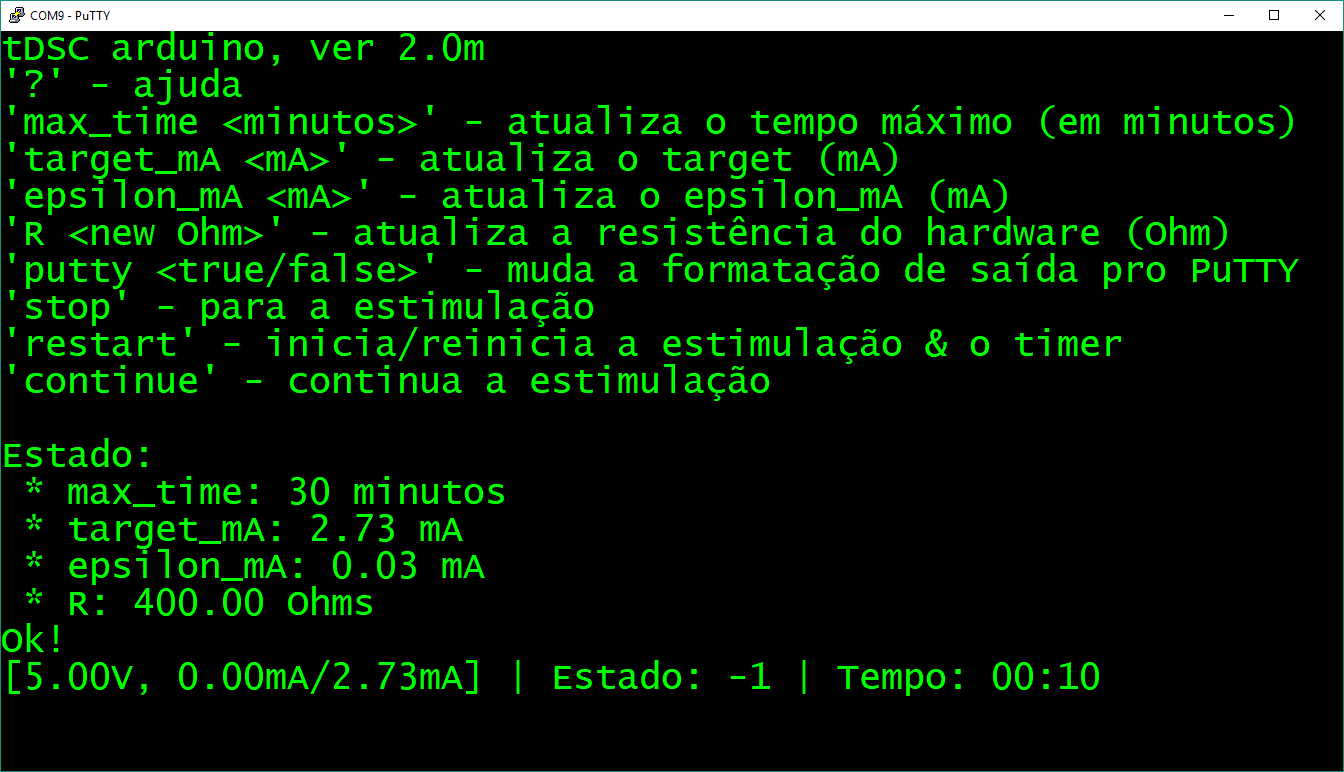 COM9 - PuTTY
tDSC arduino, ver 2.0m
'?' - ajuda
'max_time <minutos>' - atualiza o tempo máximo (em minutos)
'target_mA <mA>' - atualiza o target (mA)
'epsilon_mA <mA>' - atualiza o epsilon_mA (mA)
'R <new Ohm>' - atualiza a resistência do hardware (Ohm)
'putty <true/false>' - muda a formatação de saída pro PuTTY
'stop' - para a estimulação
'restart' - inicia/reinicia a estimulação & o timer
'continue' - continua a estimulação
Estado:
* max_time: 30 minutos
* target_mA: 2.73 mA
* epsilon_mA: 0.03 mA
* R: 400.00 Ohms
Ok!
[5.00V, 0.00mA/2.73mA] | Estado: -1 | Tempo: 00:10